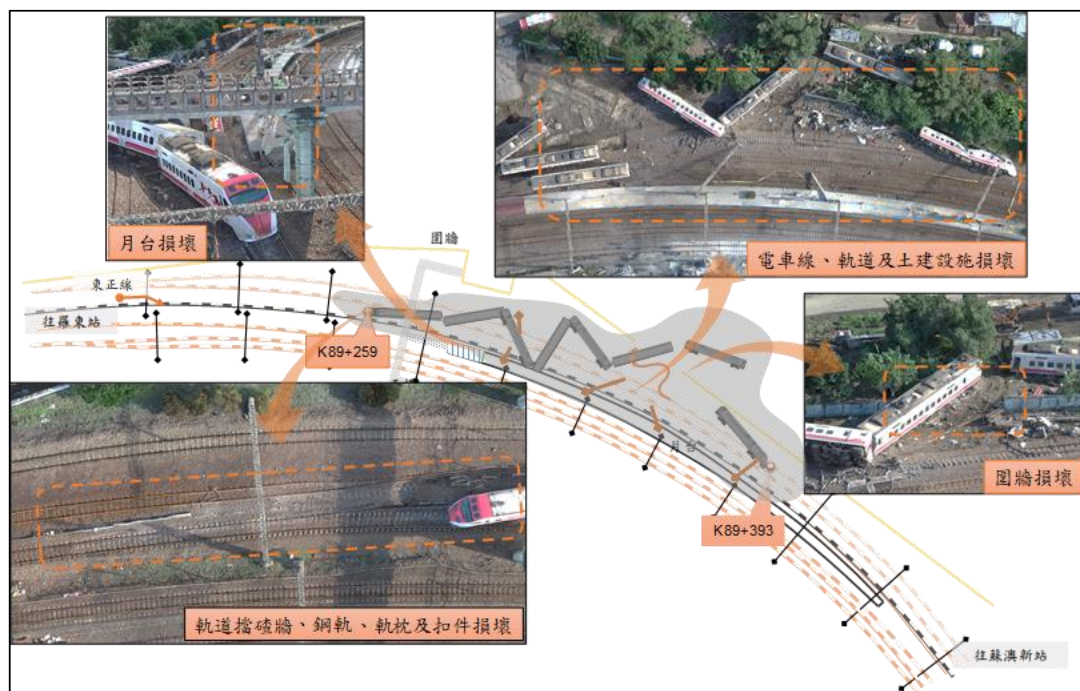 月台損壞
電車線、軌道及土建設施損壞
圍牆
東正線
往羅東站
K89+259
圍牆損壞
月台
K89+393
軌道擋碴牆、鋼軌、軌枕及扣件損壞
往蘇澳新站